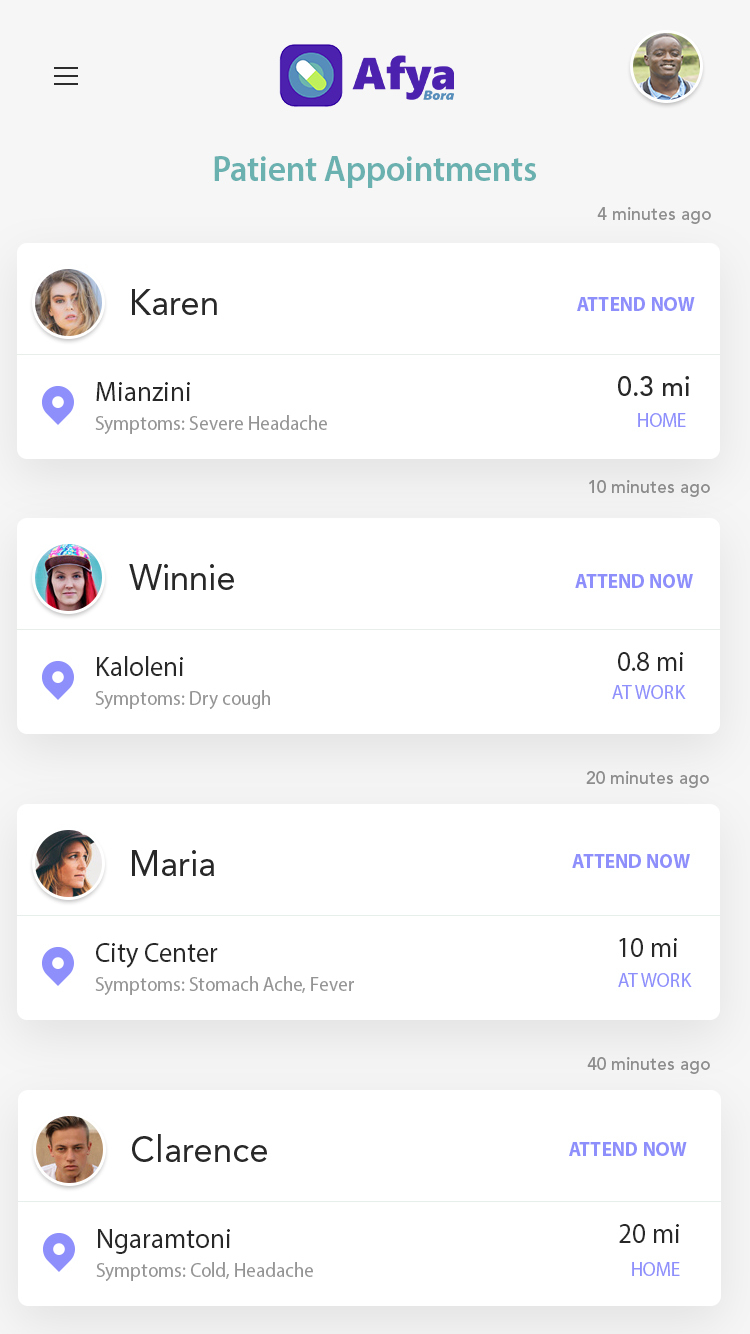 Afya
Bora
Patient Appointments
4 minutes ago
Karen
ATTEND NOW
Mianzini
0.3 mi
Symptoms: Severe Headache
HOME
10 minutes ago
Winnie
ATTEND NOW
Kaloleni
0.8 mi
Symptoms: Dry cough
AT WORK
20 minutes ago
Maria
ATTEND NOW
City Center
10 mi
Symptoms: Stomach Ache, Fever
AT WORK
40 minutes ago
Clarence
ATTEND NOW
Ngaramtoni
20 mi
Symptoms: Cold, Headache
HOME